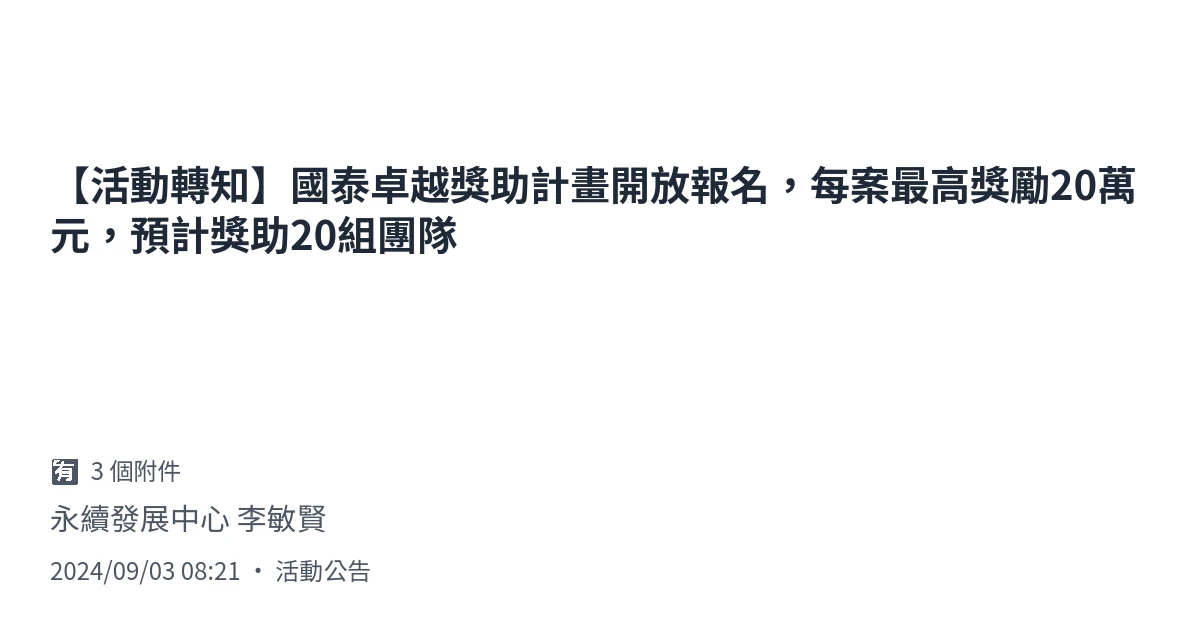 【活動轉知】國泰卓越獎助計畫開放報名，每案最高獎勵20萬
元，預計獎助20組團隊
🈶 3 個附件
永續發展中心 李敏賢
2024/09/03 08:21 • 活動公告